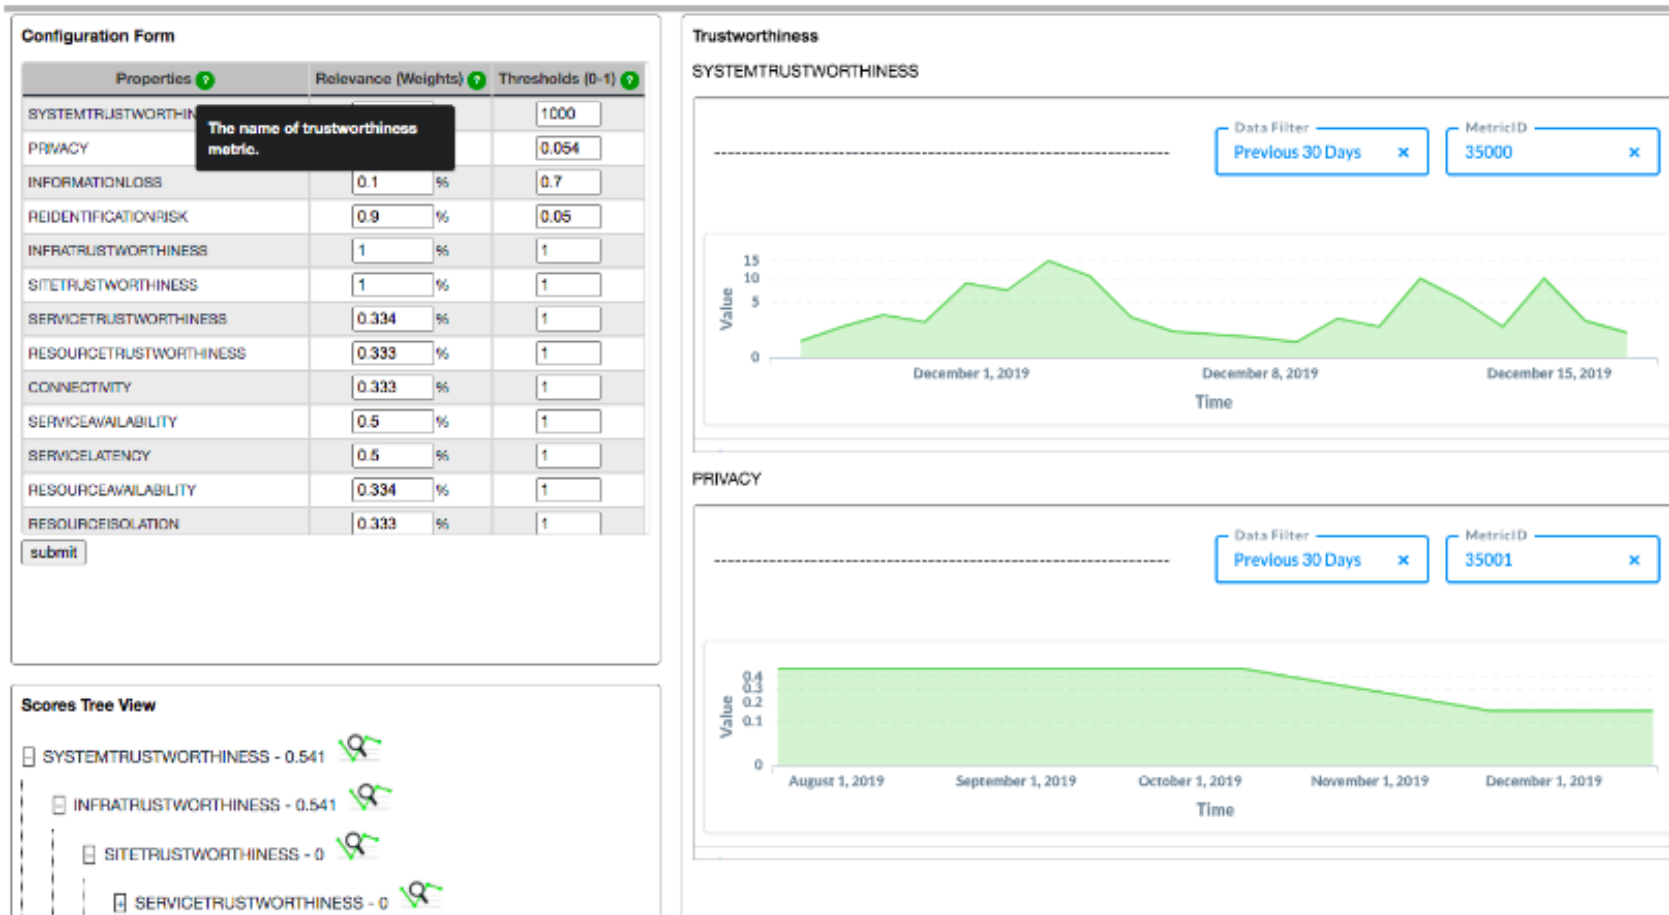 Configuration Form
Properties ? Relevance (Weights) ? Thresholds (0-1) ?
SYSTEMTRUSTWORTHIN 1000
The name of trustworthiness
metric.
PRIVACY 0.054
INFORMATIONLOSS 0.1 % 0.7
REIDENTIFICATIONRISK 0.9 % 0.05
INFRATRUSTWORTHINESS 1 % 1
SITETRUSTWORTHINESS 1 % 1
SERVICETRUSTWORTHINESS 0.334 % 1
RESOURCETRUSTWORTHINESS 0.333 % 1
CONNECTIVITY 0.333 % 1
SERVICEAVAILABILITY 0.5 % 1
SERVICELATENCY 0.5 % 1
RESOURCEAVAILABILITY 0.334 % 1
RESOURCEISOLATION 0.333 % 1
submit
Scores Tree View
SYSTEMTRUSTWORTHINESS - 0.541
INFRATRUSTWORTHINESS - 0.541
SITETRUSTWORTHINESS - 0
SERVICETRUSTWORTHINESS - 0
Trustworthiness
SYSTEMTRUSTWORTHINESS
Data Filter MetricID
Previous 30 Days × 35000 ×
15
10
5
0
Value
December 1, 2019 December 8, 2019 December 15, 2019
Time
PRIVACY
Data Filter MetricID
Previous 30 Days × 35001 ×
0.4
0.3
0.2
0.1
0
Value
August 1, 2019 September 1, 2019 October 1, 2019 November 1, 2019 December 1, 2019
Time